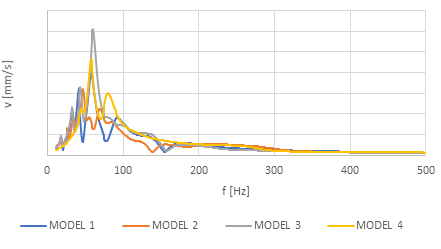 v [mm/s]
0 100 200 300 400 500
f [Hz]
MODEL 1 MODEL 2 MODEL 3 MODEL 4